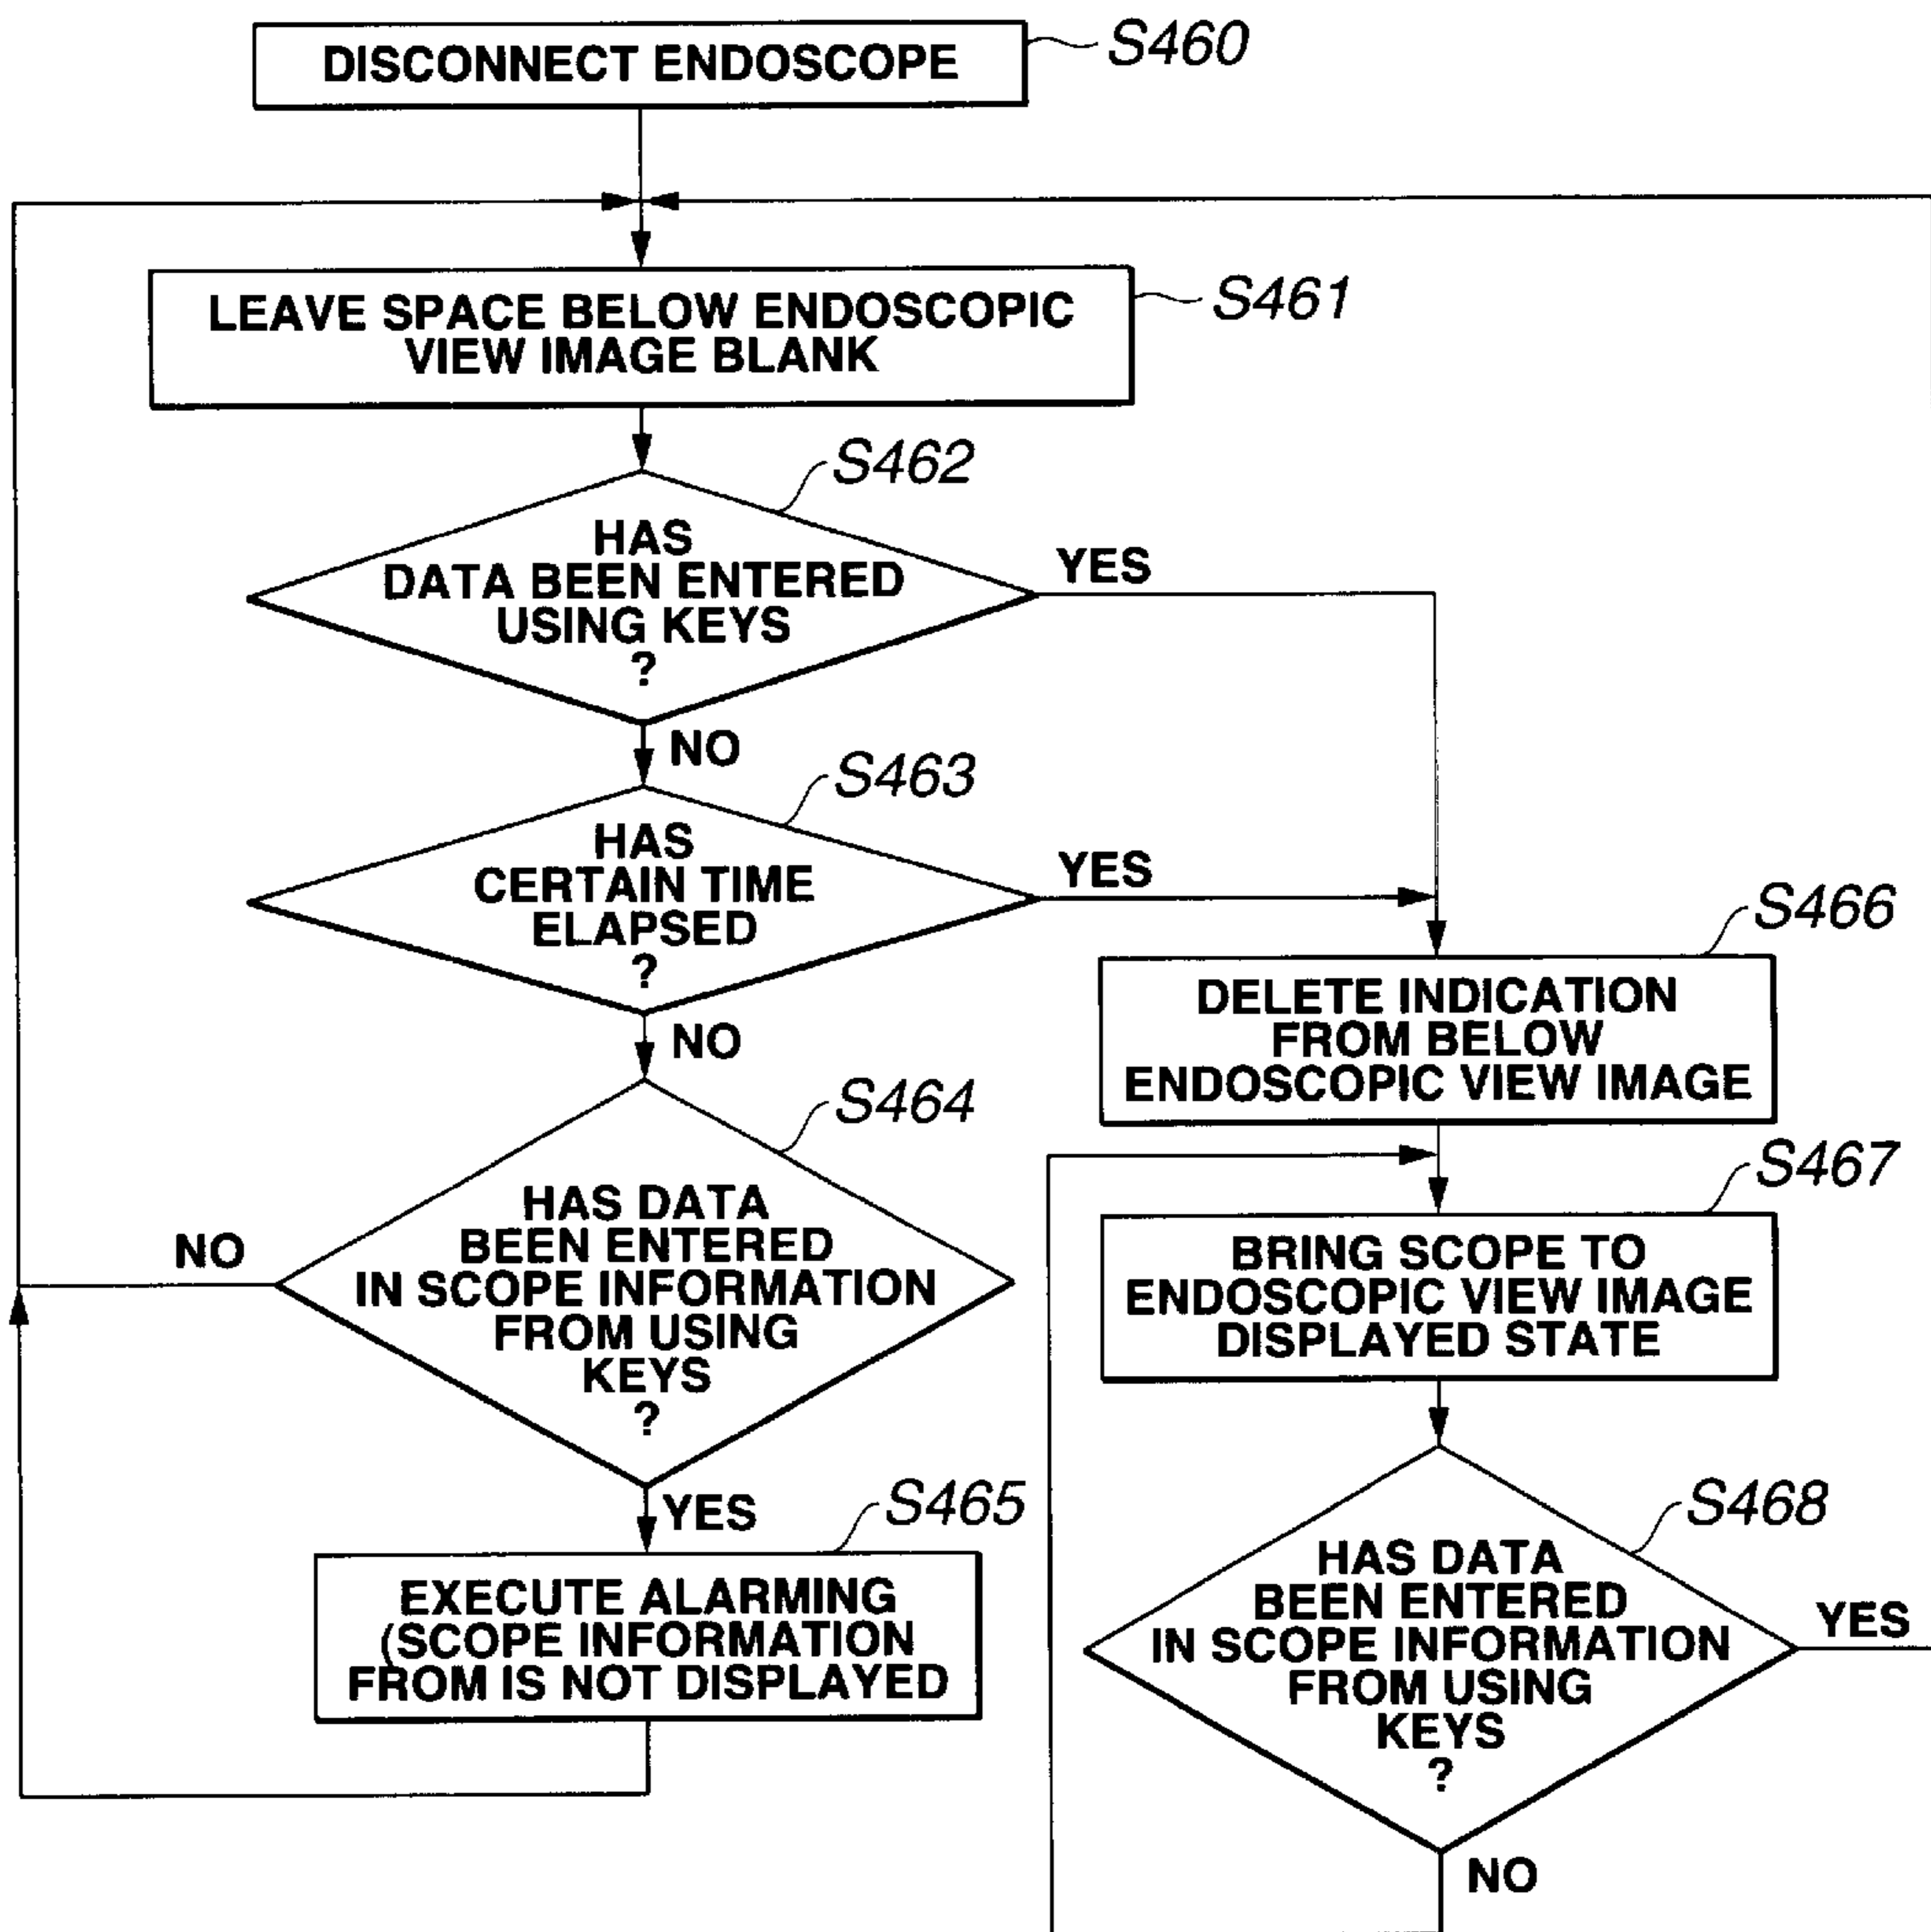 DISCONNECT ENDOSCOPE
S460
LEAVE SPACE BELOW ENDOSCOPIC
VIEW IMAGE BLANK
S461
S462
HAS
DATA BEEN ENTERED
USING KEYS
?
YES
NO
S463
HAS
CERTAIN TIME
ELAPSED
?
YES
NO
S464
HAS DATA
BEEN ENTERED
IN SCOPE INFORMATION
FROM USING
KEYS
?
NO
YES
S465
EXECUTE ALARMING
(SCOPE INFORMATION
FROM IS NOT DISPLAYED
S466
DELETE INDICATION
FROM BELOW
ENDOSCOPIC VIEW IMAGE
S467
BRING SCOPE TO
ENDOSCOPIC VIEW IMAGE
DISPLAYED STATE
S468
HAS DATA
BEEN ENTERED
IN SCOPE INFORMATION
FROM USING
KEYS
?
YES
NO